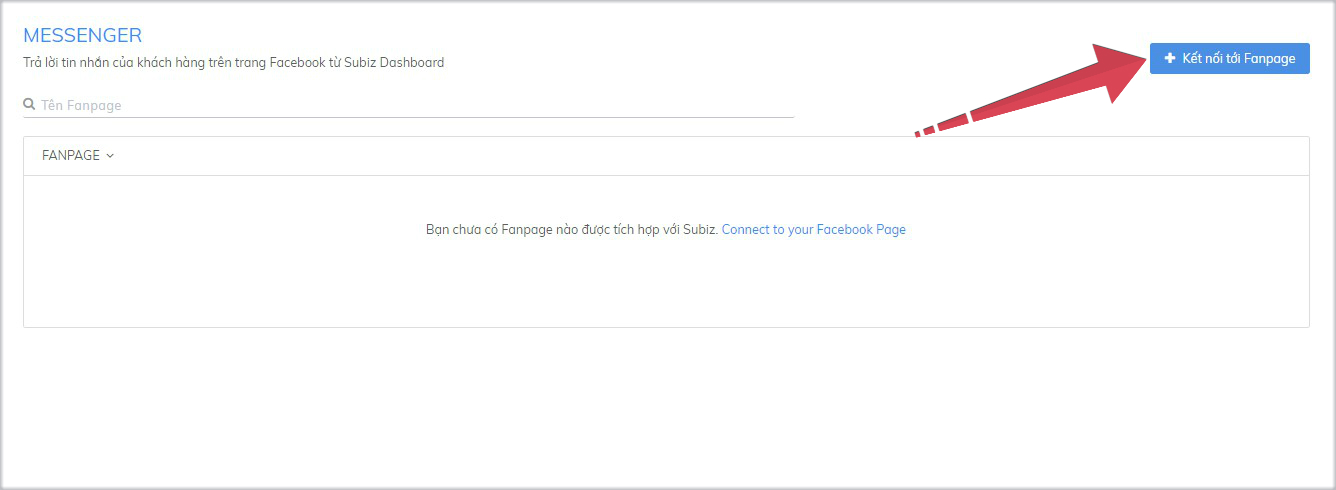 MESSENGER
Trả lời tin nhắn của khách hàng trên trang Facebook từ Subiz Dashboard
Kết nối tới Fanpage
Tên Fanpage
FANPAGE
Bạn chưa có Fanpage nào được tích hợp với Subiz. Connect to your Facebook Page